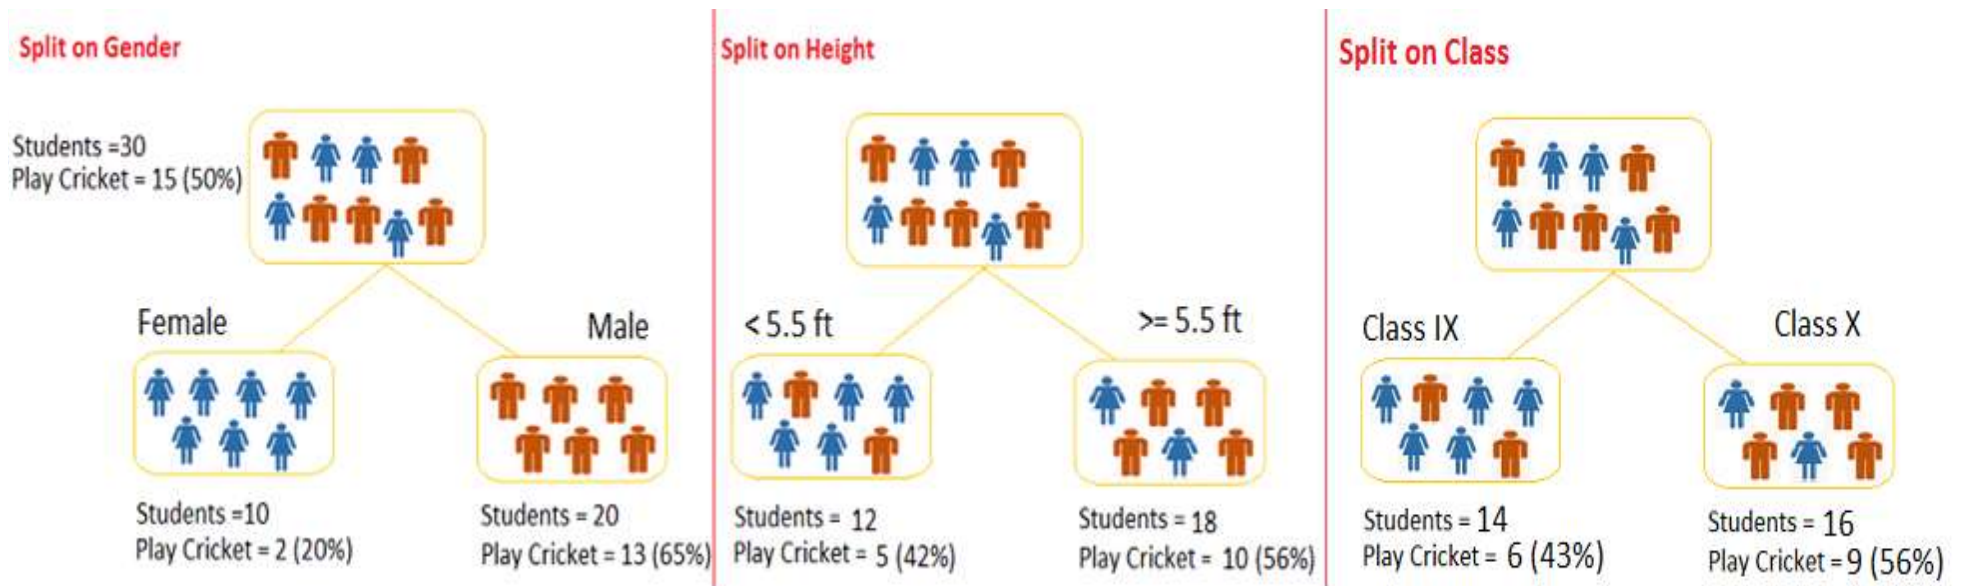 Split on Gender
Students =30
Play Cricket = 15 (50%)
Female
Male
Students =10
Play Cricket = 2 (20%)
Students = 20
Play Cricket = 13 (65%)
Split on Height
< 5.5 ft
>= 5.5 ft
Students = 12
Play Cricket = 5 (42%)
Students = 18
Play Cricket = 10 (56%)
Split on Class
Class IX
Class X
Students = 14
Play Cricket = 6 (43%)
Students = 16
Play Cricket = 9 (56%)